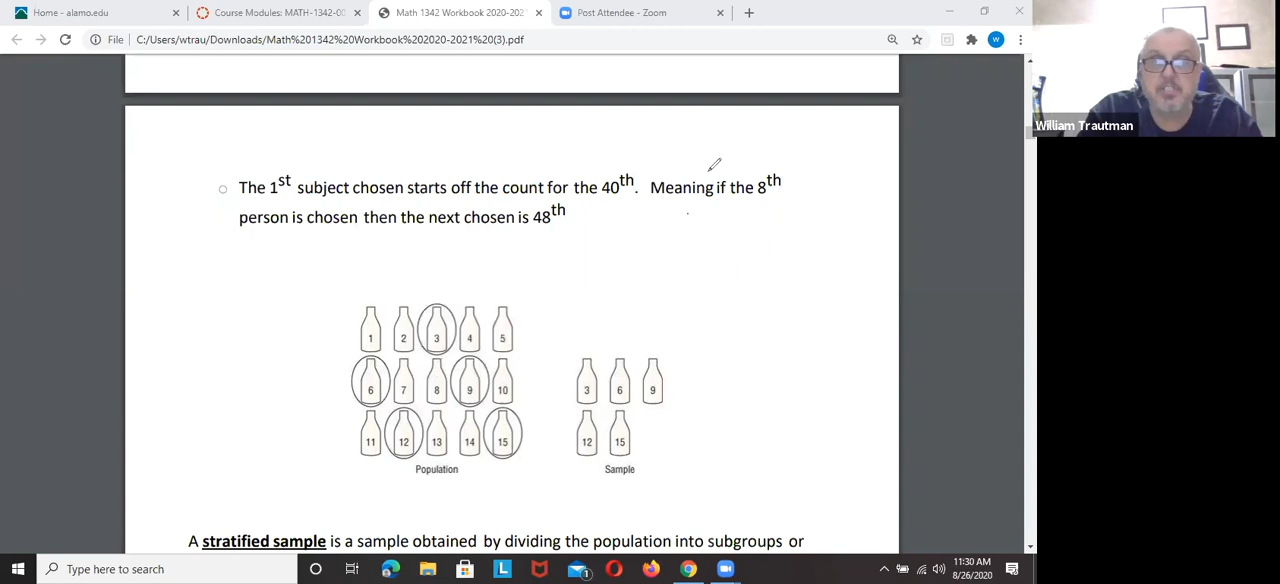 Home - alamo.edu
Course Modules: MATH-1342-00
Math 1342 Workbook 2020-202
Post Attendee - Zoom
File
C:/Users/wtrau/Downloads/Math%201342%20Workbook%202020-2021%20(3).pdf
W
William Trautman
The 1st subject chosen starts off the count for the 40th. Meaning if the 8th
person is chosen then the next chosen is 48th
1 2 3 4 5
6 7 8 9 10
3 6 9
11 12 13 14 15
12 15
Population
Sample
A stratified sample is a sample obtained by dividing the population into subgroups or
Type here to search
L
1
11:30 AM
8/26/2020